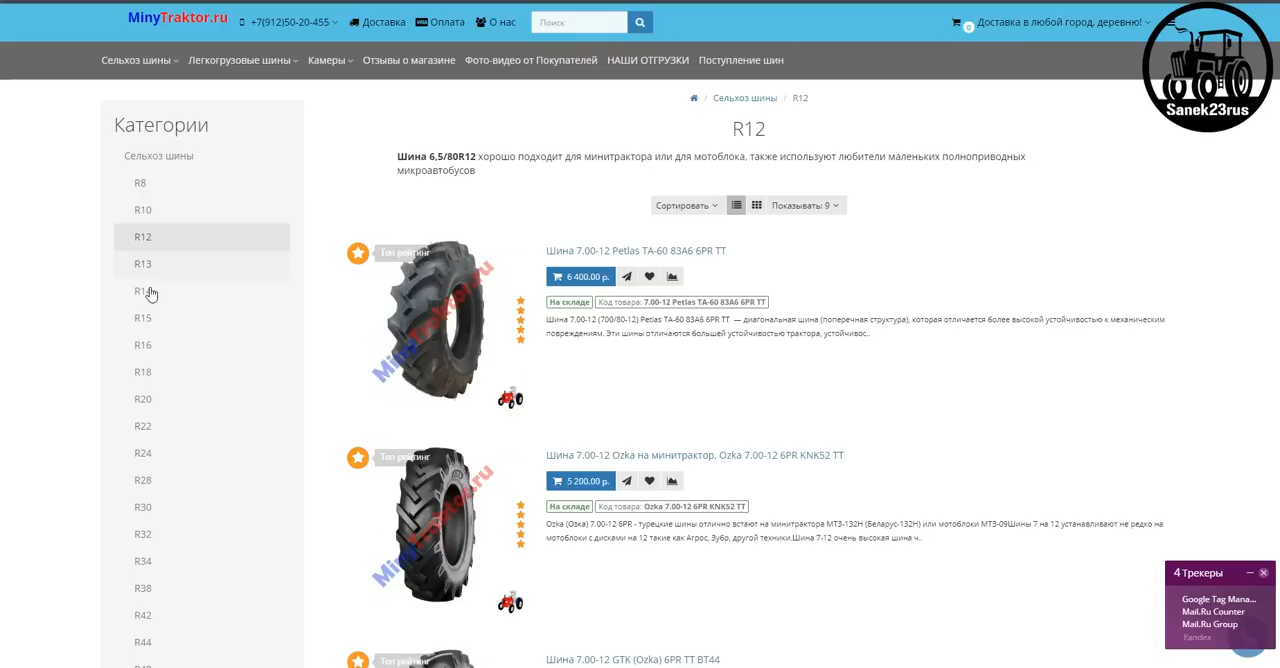 MinyTraktor.ru
+7(912)50-20-455
Доставка
Оплата
О нас
Поиск
0
Доставка в любой город, деревню!
Sanek23rus
Сельхоз шины
Легкогрузовые шины
Камеры
Отзывы о магазине
Фото-видео от Покупателей
НАШИ ОТГРУЗКИ
Поступление шин
Категории
Сельхоз шины
R8
R10
R12
R13
R14
R15
R16
R18
R20
R22
R24
R28
R30
R32
R34
R38
R42
R44
/ Сельхоз шины / R12
R12
Шина 6,5/80R12 хорошо подходит для минитрактора или для мотоблока, также используют любители маленьких полноприводных
микроавтобусов
Сортировать
Показывать: 9
Топ рейтинг
MinyTraktor.ru
Шина 7.00-12 Petlas TA-60 83A6 6PR TT
6 400.00 р.
На складе
Код товара: 7.00-12 Petlas TA-60 83A6 6PR TT
Шина 7.00-12 (700/80-12) Petlas TA-60 83A6 6PR TT — диагональная шина (поперечная структура), которая отличается более высокой устойчивостью к механическим
повреждениям. Эти шины отличаются большей устойчивостью трактора, устойчивос..
Топ рейтинг
MinyTraktor.ru
Шина 7.00-12 Ozka на минитрактор, Ozka 7.00-12 6PR KNK52 TT
5 200.00 р.
На складе
Код товара: Ozka 7.00-12 6PR KNK52 TT
Ozka (Озка) 7.00-12 6PR - турецкие шины отлично встают на минитрактора МТЗ-132Н (Беларус-132Н) или мотоблоки МТЗ-09Шины 7 на 12 устанавливают не редко на
мотоблоки с дисками на 12 такие как Агрос, Зубр, другой техники.Шина 7-12 очень высокая шина ч..
Топ рейтинг
Шина 7.00-12 GTK (Ozka) 6PR TT BT44
4 Трекеры
Google Tag Mana...
Mail.Ru Counter
Mail.Ru Group
Yandex